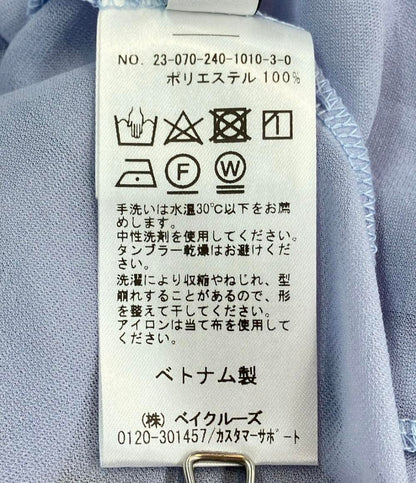 NO. 23-070-240-1010-3-0
ポリエステル 100%
F
W
手洗いは水温30℃以下をお薦
めします。
中性洗剤を使用してください。
タンブラー乾燥はお避けくださ
い。
洗濯により収縮やねじれ、型
崩れすることがあるので、形
を整えて干してください。
アイロンは当て布を使用して
ください。
ベトナム製
(株) ベイクルーズ
0120-301457/カスタマーサポート